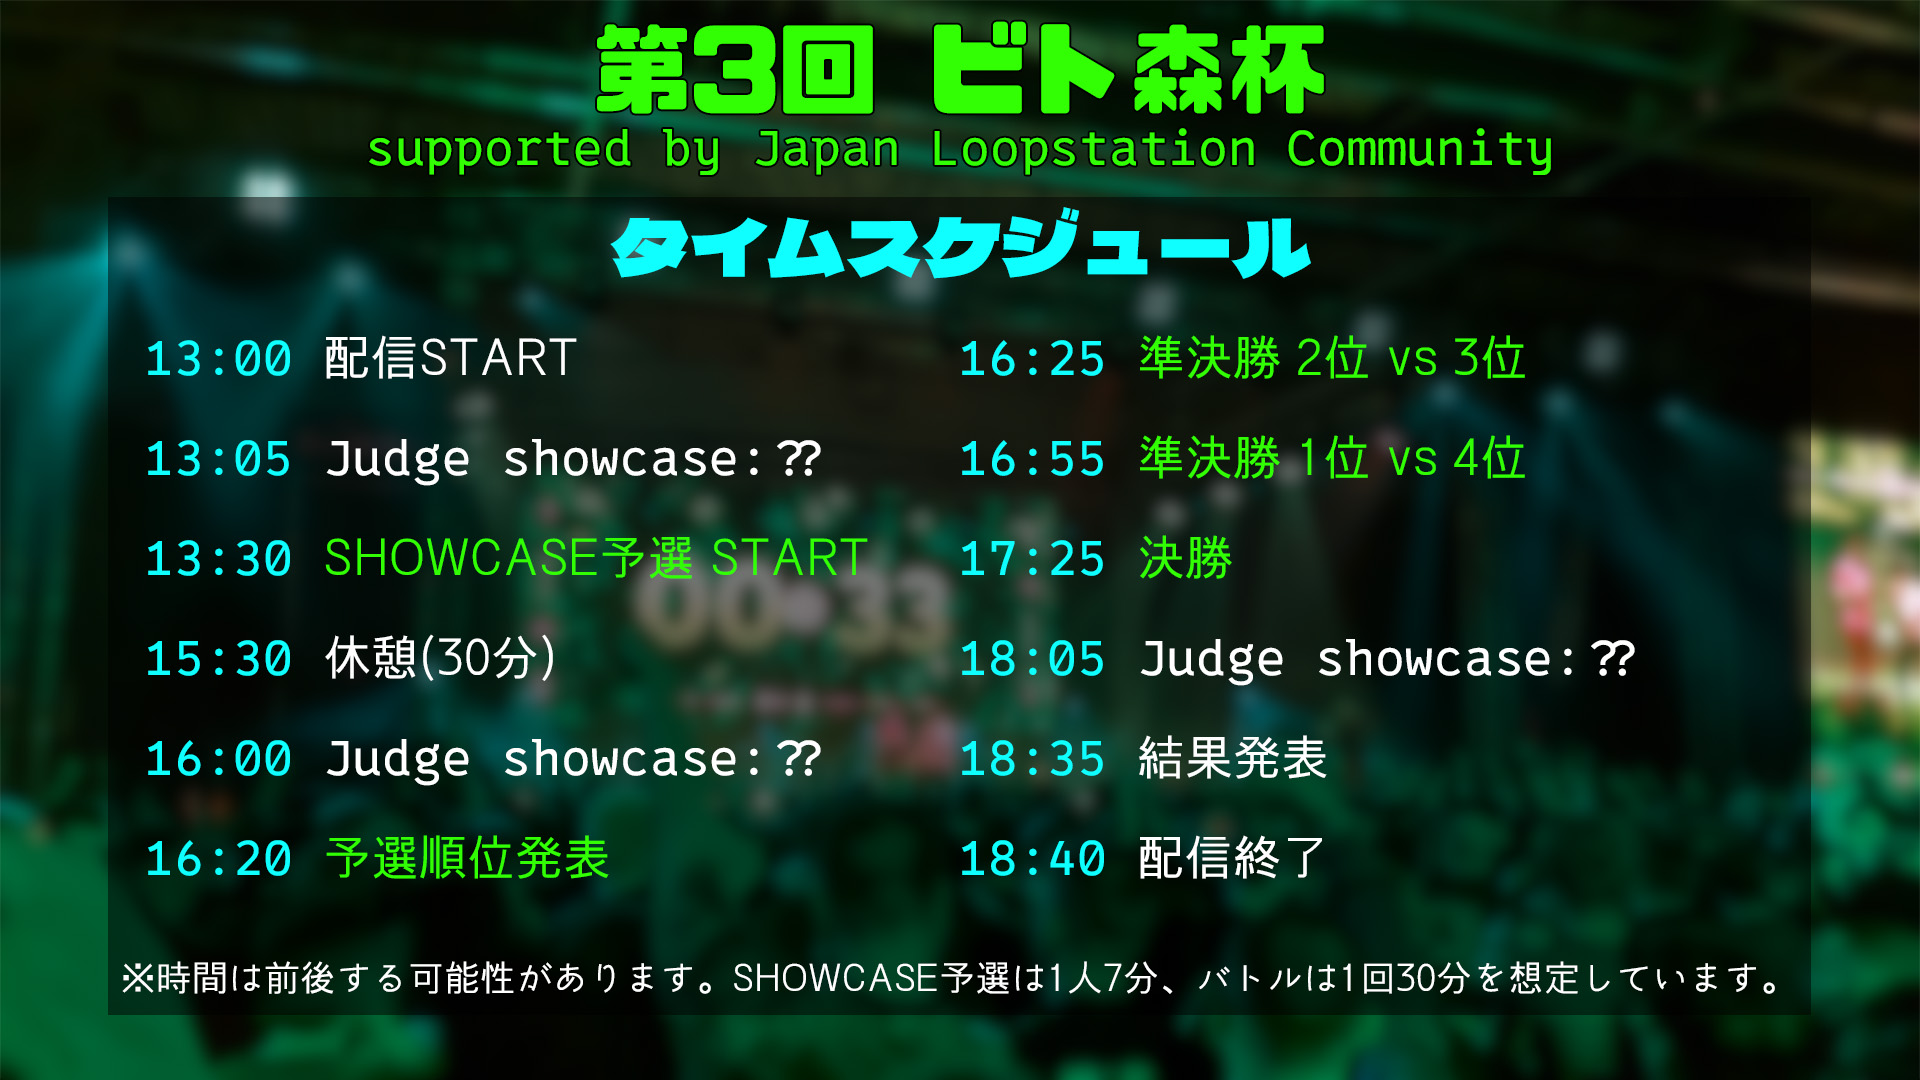 第3回 ビト森杯
supported by Japan Loopstation Community
タイムスケジュール
13:00 配信START
13:05 Judge showcase:??
13:30 SHOWCASE予選 START
15:30 休憩(30分)
16:00 Judge showcase:??
16:20 予選順位発表
16:25 準決勝 2位 vs 3位
16:55 準決勝 1位 vs 4位
17:25 決勝
18:05 Judge showcase:??
18:35 結果発表
18:40 配信終了
※時間は前後する可能性があります。SHOWCASE予選は1人7分、バトルは1回30分を想定しています。
00:33